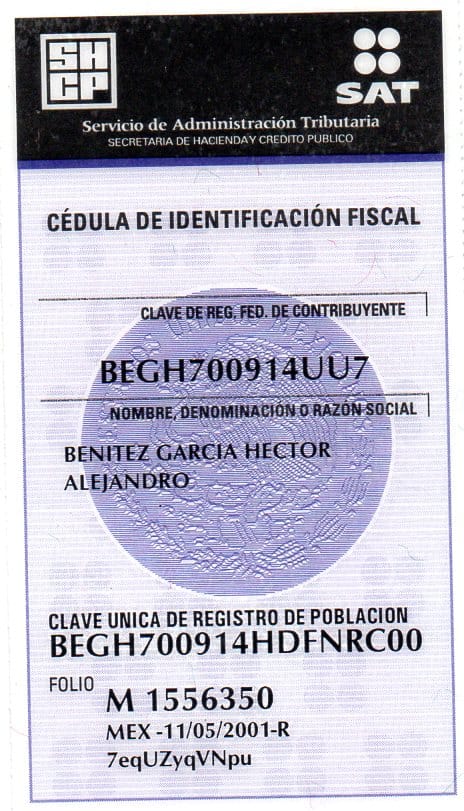 SH
CP
SAT
Servicio de Administración Tributaria
SECRETARIA DE HACIENDA Y CREDITO PÚBLICO
CÉDULA DE IDENTIFICACIÓN FISCAL
CLAVE DE REG. FED. DE CONTRIBUYENTE
BEGH700914UU7
NOMBRE, DENOMINACIÓN O RAZÓN SOCIAL
BENITEZ GARCIA HECTOR
ALEJANDRO
CLAVE UNICA DE REGISTRO DE POBLACION
BEGH700914HDFNRC00
FOLIO
M 1556350
MEX -11/05/2001-R
7eqUZyqVNpu